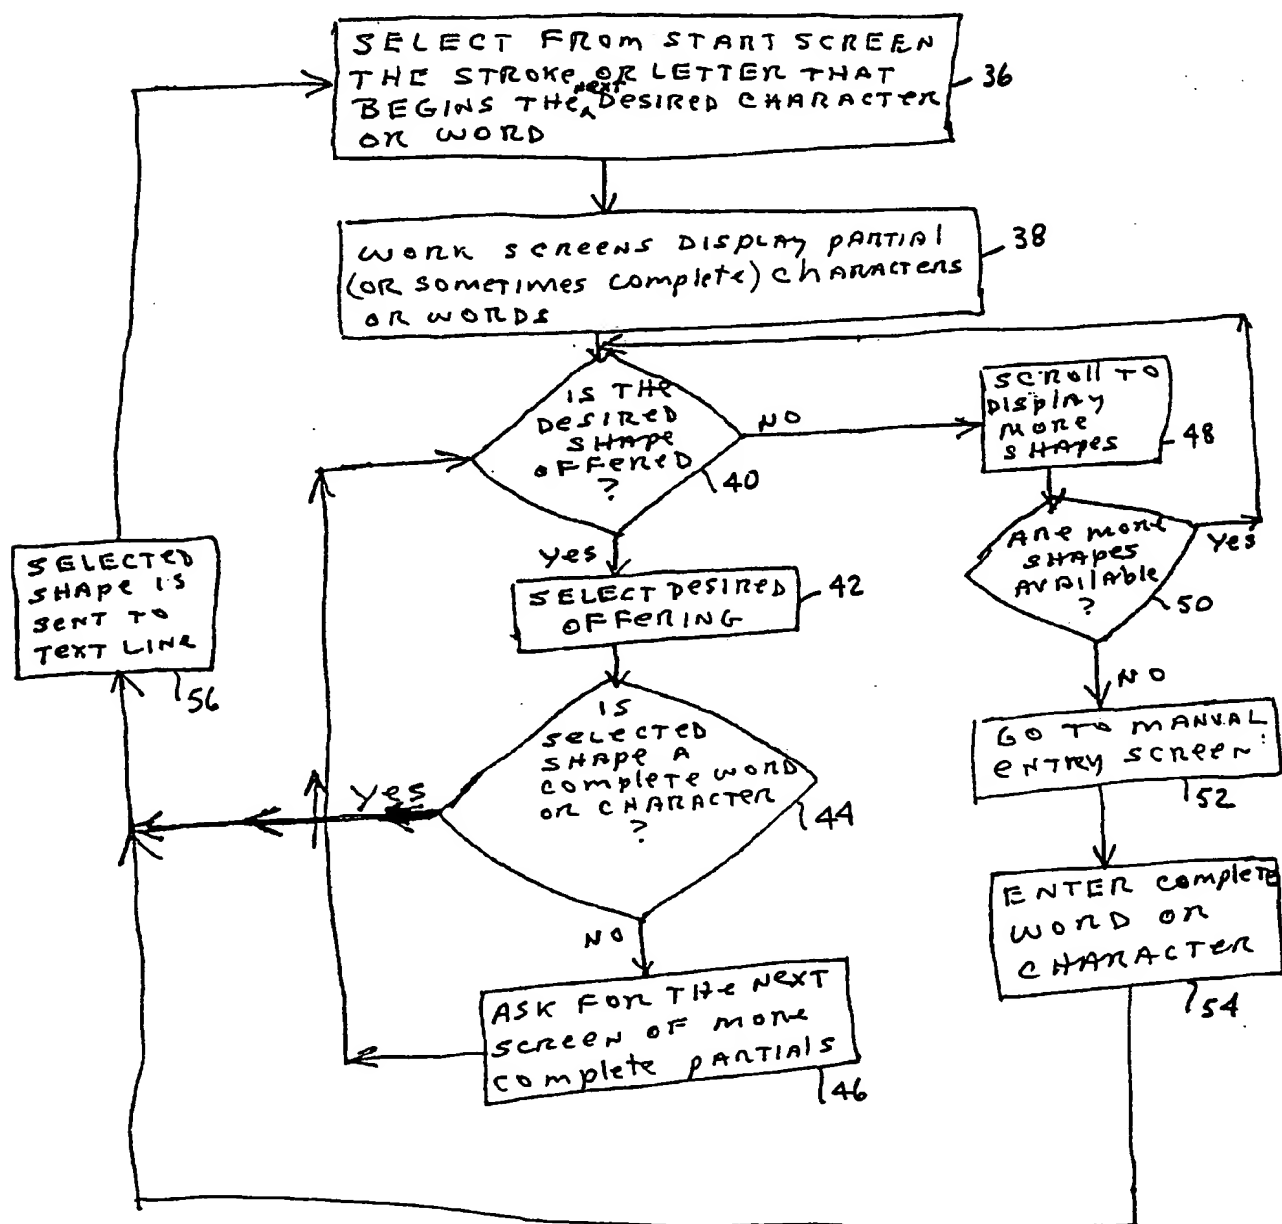 SELECT FROM START SCREEN
THE STROKE OR LETTER THAT
BEGINS THE next DESIRED CHARACTER
OR WORD
36
WORK SCREENS DISPLAY PARTIAL
(OR SOMETIMES COMPLETE) CHARACTERS
OR WORDS
38
IS THE
DESIRED
SHAPE
OFFERED
?
40
NO
SCROLL TO
DISPLAY
MORE
SHAPES
48
ARE MORE
SHAPES
AVAILABLE
?
50
Yes
Yes
SELECT DESIRED
OFFERING
42
SELECTED
SHAPE IS
SENT TO
TEXT LINE
56
IS
SELECTED
SHAPE A
COMPLETE WORD
OR CHARACTER
?
44
Yes
NO
NO
GO TO MANUAL
ENTRY SCREEN
52
ENTER COMPLETE
WORD OR
CHARACTER
54
ASK FOR THE NEXT
SCREEN OF MORE
COMPLETE PARTIALS
46